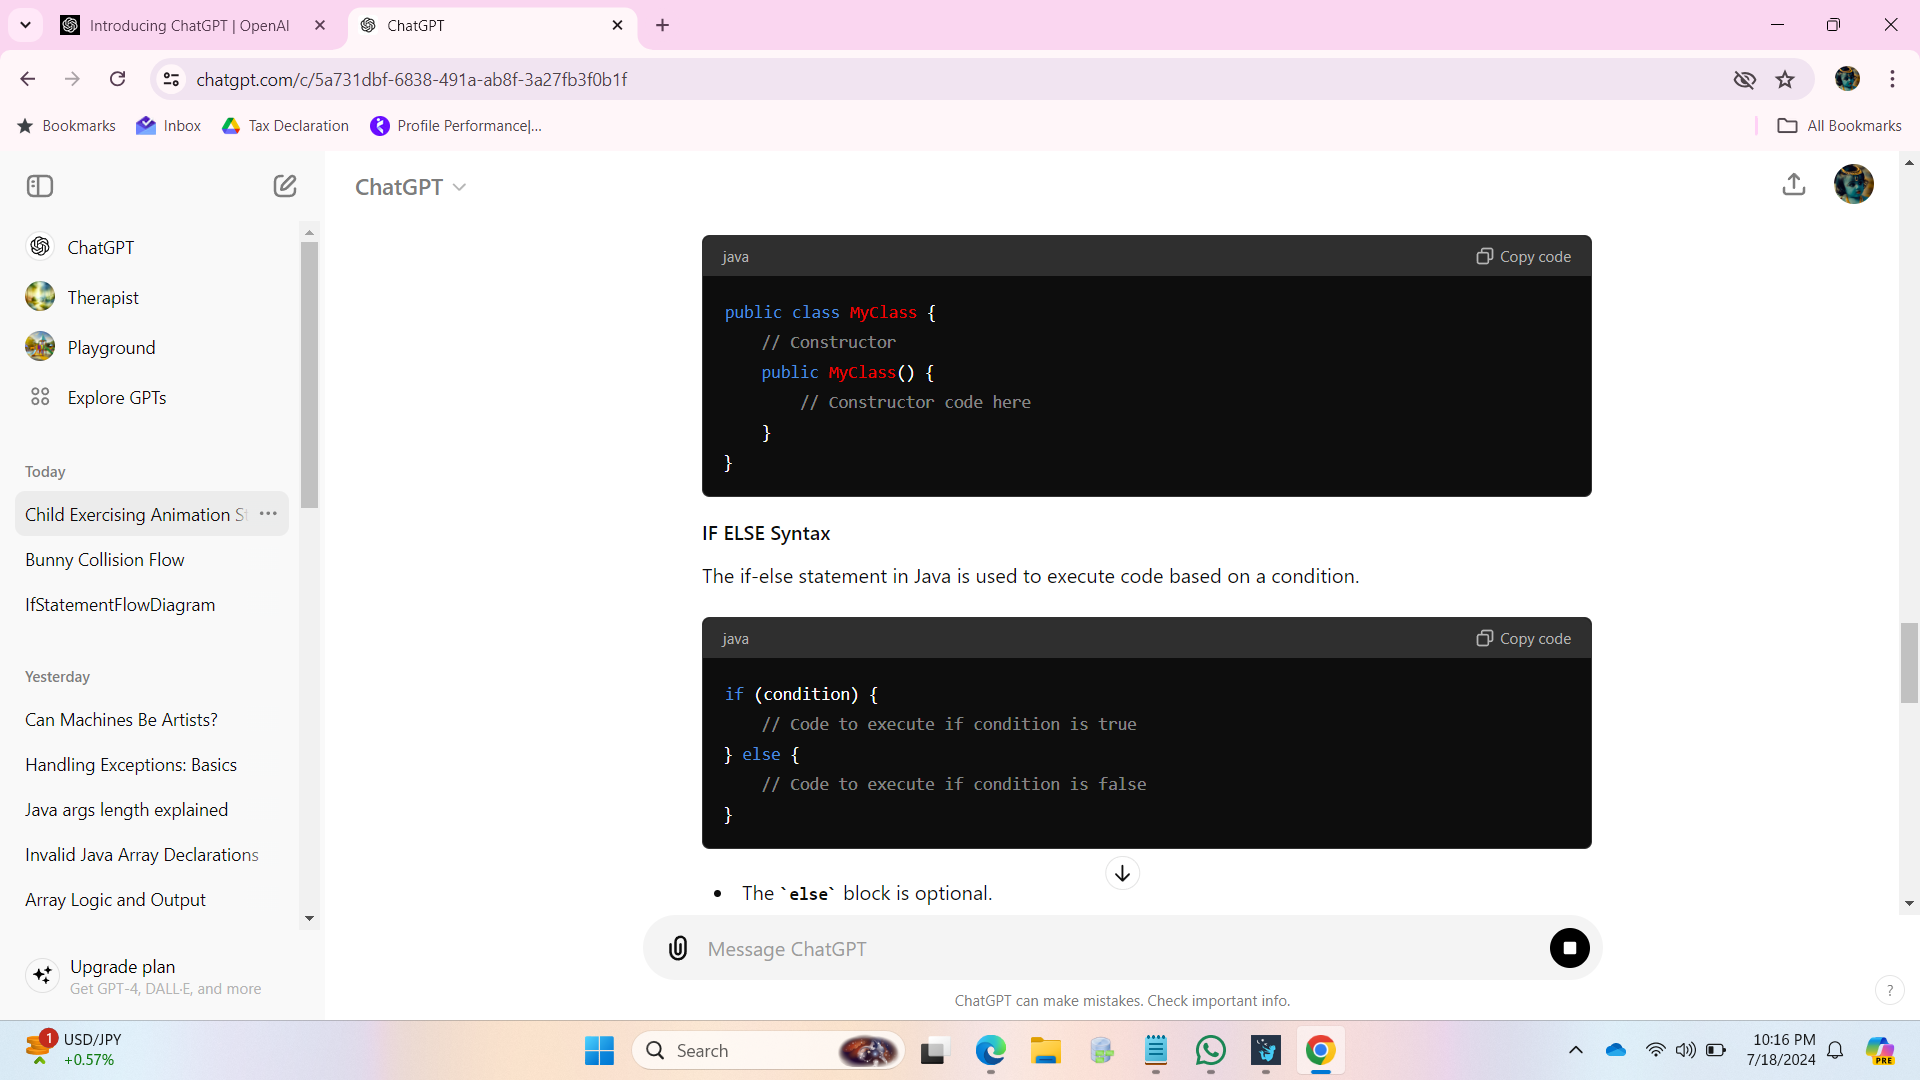 Introducing ChatGPT | OpenAI
ChatGPT
chatgpt.com/c/5a731dbf-6838-491a-ab8f-3a27fb3f0b1f
Bookmarks
Inbox
Tax Declaration
Profile Performance|...
All Bookmarks
ChatGPT
ChatGPT
Therapist
Playground
Explore GPTs
Today
Child Exercising Animation St
Bunny Collision Flow
IfStatementFlowDiagram
Yesterday
Can Machines Be Artists?
Handling Exceptions: Basics
Java args length explained
Invalid Java Array Declarations
Array Logic and Output
Upgrade plan
Get GPT-4, DALL·E, and more
java
Copy code
public class MyClass {
// Constructor
public MyClass() {
// Constructor code here
}
}
IF ELSE Syntax
The if-else statement in Java is used to execute code based on a condition.
java
Copy code
if (condition) {
// Code to execute if condition is true
} else {
// Code to execute if condition is false
}
• The `else` block is optional.
Message ChatGPT
ChatGPT can make mistakes. Check important info.
?
1
USD/JPY
+0.57%
Search
10:16 PM
7/18/2024
PRE